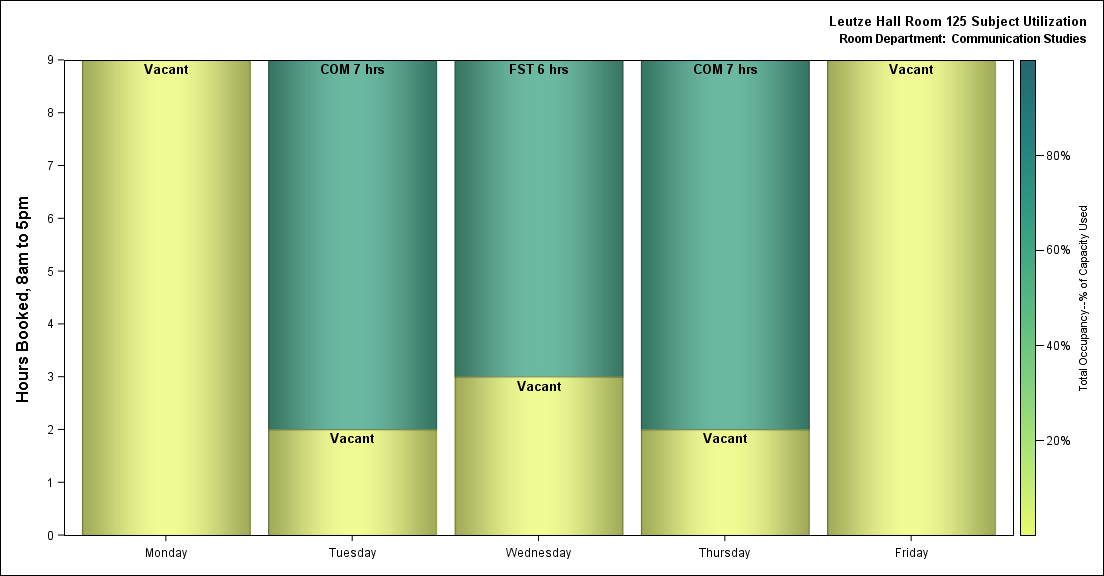 Leutze Hall Room 125 Subject Utilization
Room Department: Communication Studies
Hours Booked, 8am to 5pm
9
8
7
6
5
4
3
2
1
0
Vacant
COM 7 hrs
FST 6 hrs
COM 7 hrs
Vacant
Vacant
Vacant
Vacant
Monday
Tuesday
Wednesday
Thursday
Friday
80%
60%
40%
20%
Total Occupancy--% of Capacity Used